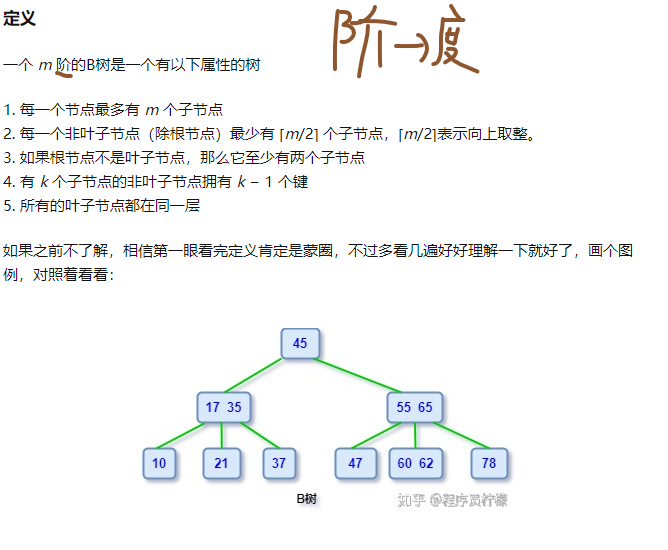 定义
阶→度
一个 m 阶的B树是一个有以下属性的树
1. 每一个节点最多有 m 个子节点
2. 每一个非叶子节点（除根节点）最少有 ⌈m/2⌉ 个子节点，⌈m/2⌉表示向上取整。
3. 如果根节点不是叶子节点，那么它至少有两个子节点
4. 有 k 个子节点的非叶子节点拥有 k − 1 个键
5. 所有的叶子节点都在同一层
如果之前不了解，相信第一眼看完定义肯定是蒙圈，不过多看几遍好好理解一下就好了，画个图
例，对照着看看：
45
17 35 55 65
10 21 37 47 60 62 78
B树
知乎 @程序员柠檬